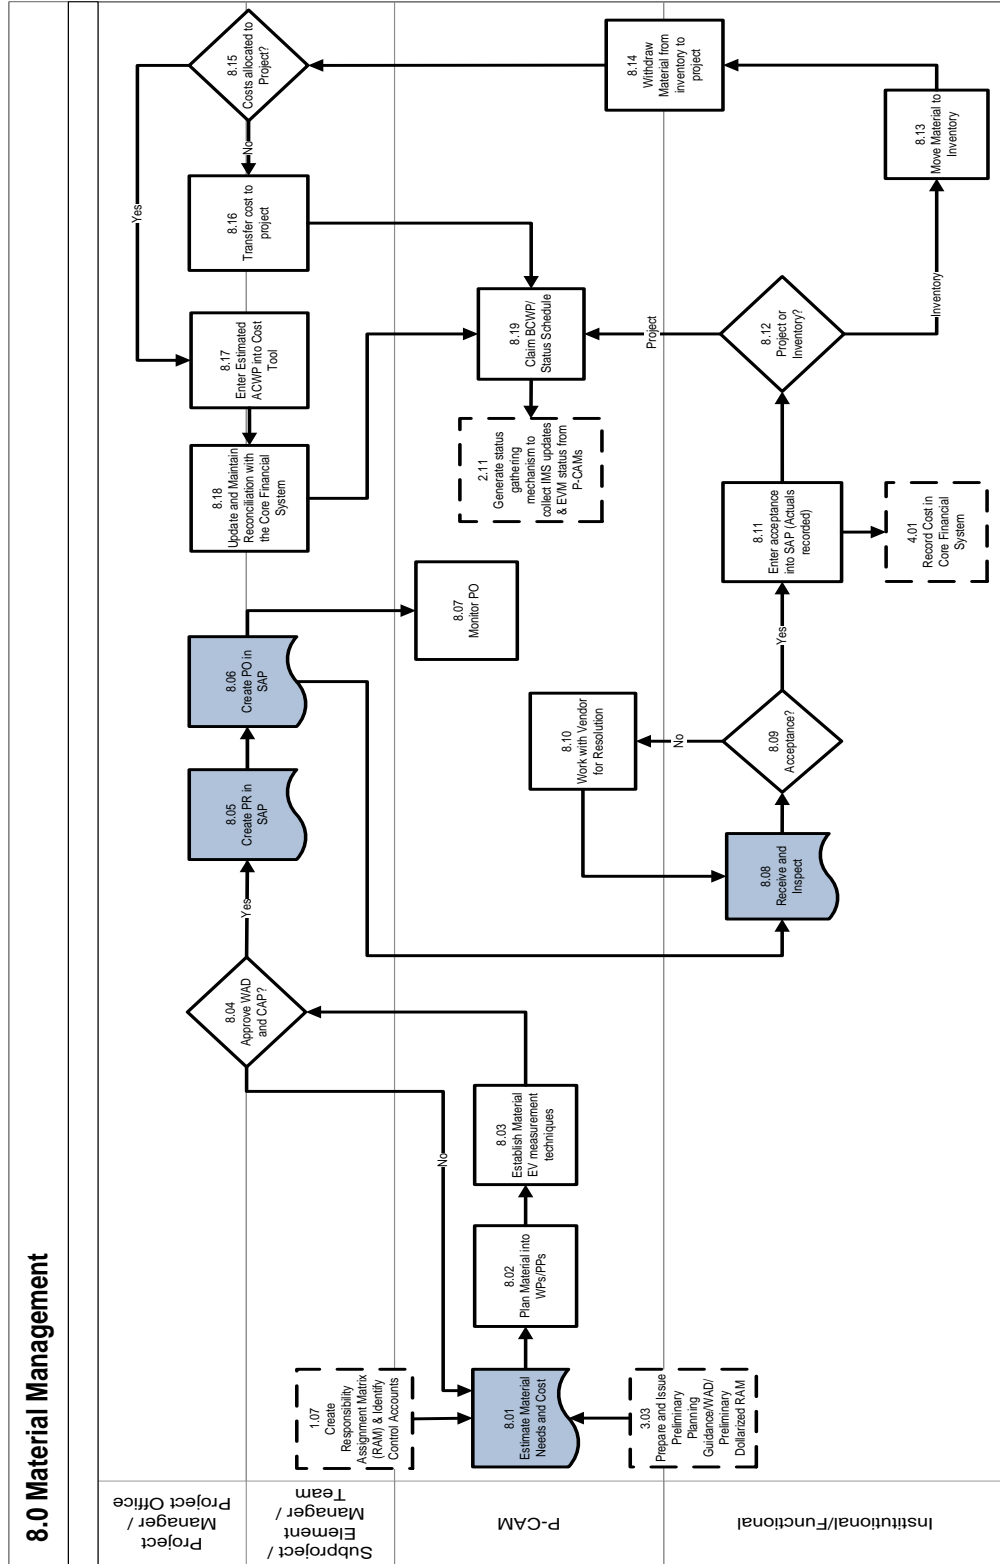 8.0 Material Management
Project
Manager /
Project Office
Subproject /
Element
Manager /
Team
P-CAM
Institutional/Functional
1.07
Create
Responsibility
Assignment Matrix
(RAM) & Identify
Control Accounts
8.01
Estimate Material
Needs and Cost
3.03
Prepare and Issue
Preliminary
Planning
Guidance/WAD/
Preliminary
Dollarized RAM
8.02
Plan Material into
WPs/PPs
8.03
Establish Material
EV measurement
techniques
No
8.04
Approve WAD
and CAP?
Yes
8.05
Create PR in
SAP
8.06
Create PO in
SAP
8.07
Monitor PO
8.08
Receive and
Inspect
8.09
Acceptance?
No
8.10
Work with Vendor
for Resolution
Yes
8.11
Enter acceptance
into SAP (Actuals
recorded)
4.01
Record Cost in
Core Financial
System
8.12
Project or
Inventory?
Project
Inventory
8.13
Move Material to
Inventory
8.14
Withdraw
Material from
inventory to
project
8.15
Costs allocated to
Project?
No
Yes
8.16
Transfer cost to
project
8.17
Enter Estimated
ACWP into Cost
Tool
8.18
Update and Maintain
Reconciliation with
the Core Financial
System
8.19
Claim BCWP/
Status Schedule
2.11
Generate status
gathering
mechanism to
collect IMS updates
& EVM status from
P-CAMs